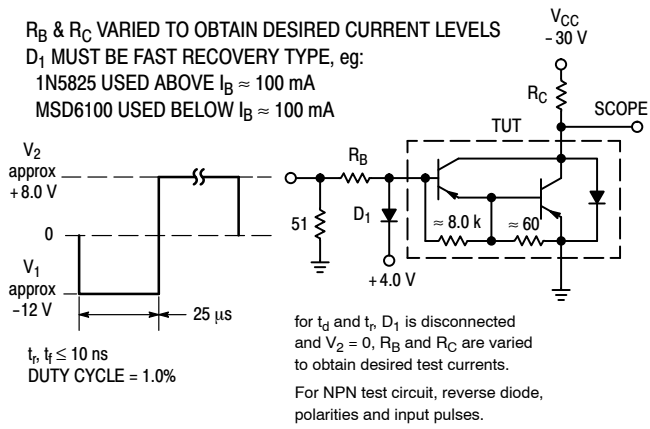 R_B & R_C VARIED TO OBTAIN DESIRED CURRENT LEVELS
D_1 MUST BE FAST RECOVERY TYPE, eg:
1N5825 USED ABOVE I_B ≈ 100 mA
MSD6100 USED BELOW I_B ≈ 100 mA
V_CC
- 30 V
R_C
SCOPE
TUT
V_2
approx
+8.0 V
0
V_1
approx
-12 V
25 μs
t_r, t_f ≤ 10 ns
DUTY CYCLE = 1.0%
R_B
51
D_1
+4.0 V
≈ 8.0 k
≈ 60
for t_d and t_r, D_1 is disconnected
and V_2 = 0, R_B and R_C are varied
to obtain desired test currents.
For NPN test circuit, reverse diode,
polarities and input pulses.